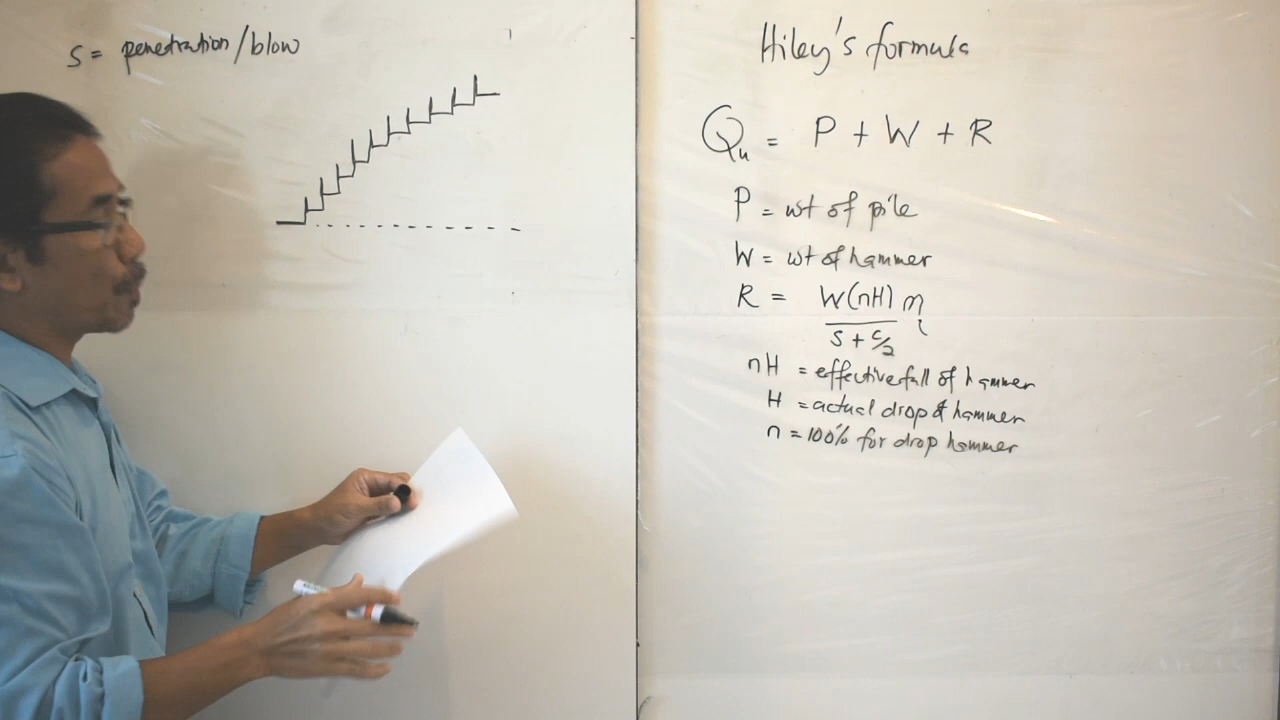 S = penetration/blow
Hiley's formula
Qu = P + W + R
P = wt of pile
W = wt of hammer
R = W(nH) η
S + c/2
nH = effective fall of hammer
H = actual drop of hammer
n = 100% for drop hammer